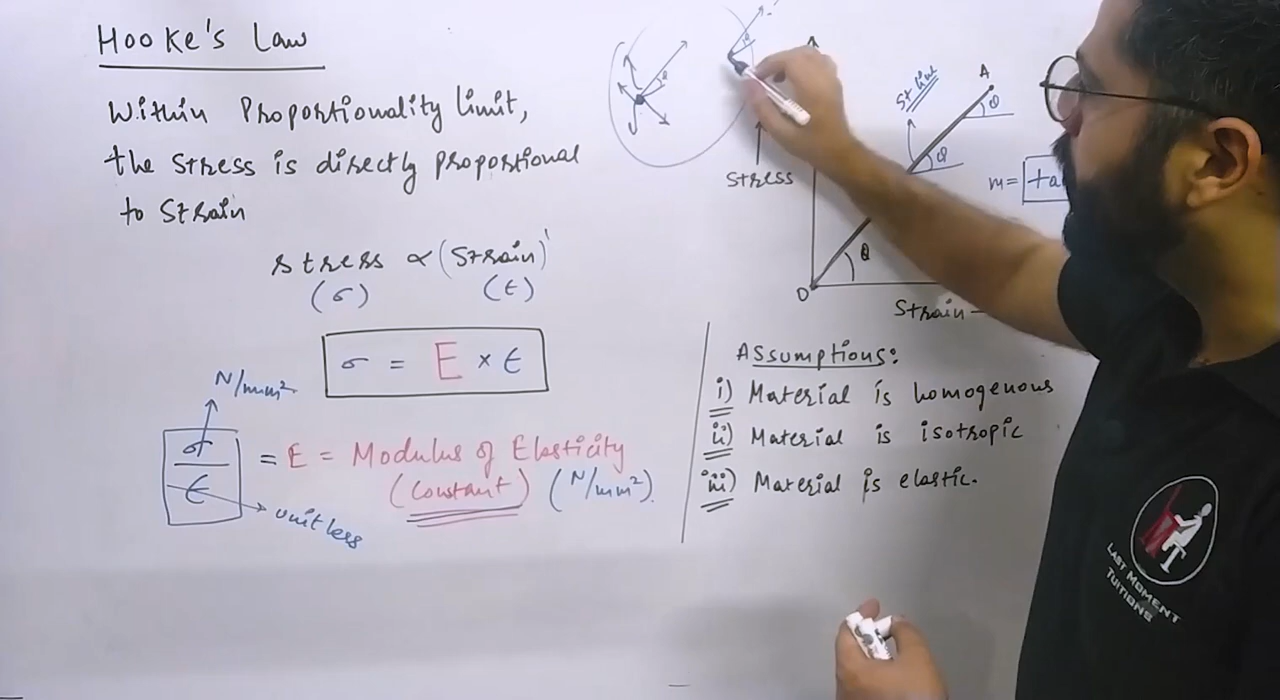 Hooke's Law
Within Proportionality limit,
the stress is directly proportional
to strain
stress ∝ (strain)'
(σ) (ϵ)
σ = E × ϵ
N/mm²
σ/ϵ = E = Modulus of Elasticity
(constant) (N/mm²).
unitless
θ
θ
stress
St line
A
θ
θ
θ
m=
O
strain
Assumptions:
i) Material is homogenous
ii) Material is isotropic
iii) Material is elastic.
LAST MOMENT
TUITIONS